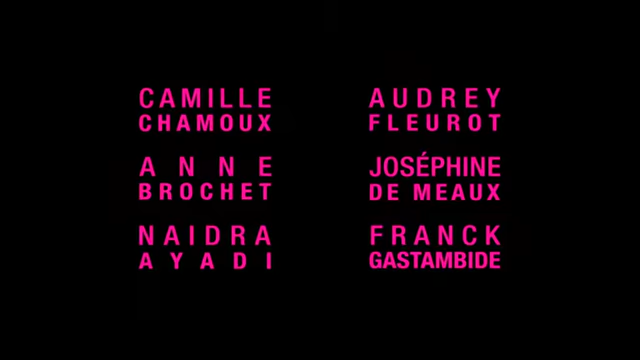 CAMILLE
CHAMOUX
AUDREY
FLEUROT
ANNE
BROCHET
JOSÉPHINE
DE MEAUX
NAIDRA
AYADI
FRANCK
GASTAMBIDE